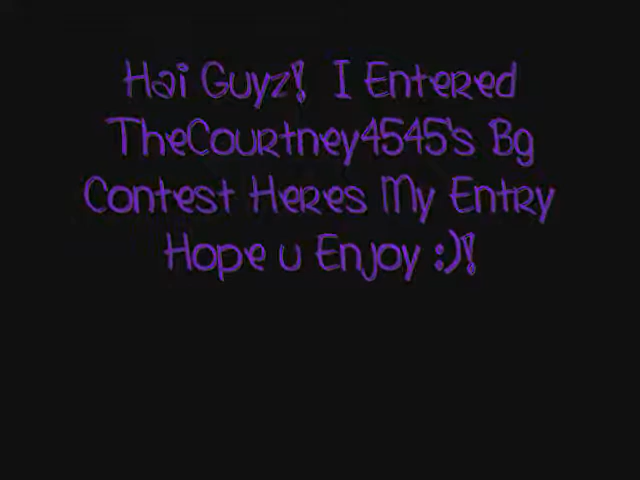 Hai Guyz! I Entered
TheCourtney4545's Bg
Contest Heres My Entry
Hope u Enjoy :)!